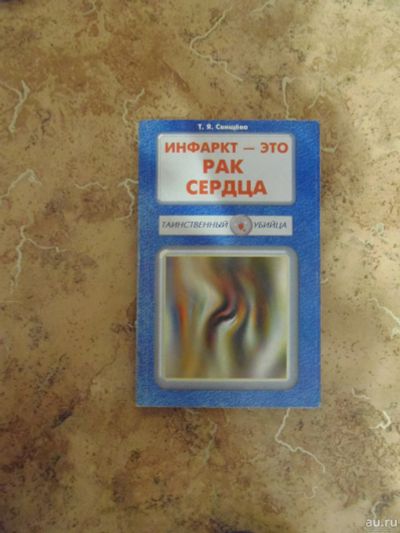 Т. Я. Свищёва
ИНФАРКТ — ЭТО
РАК
СЕРДЦА
ТАИНСТВЕННЫЙ УБИЙЦА
au.ru